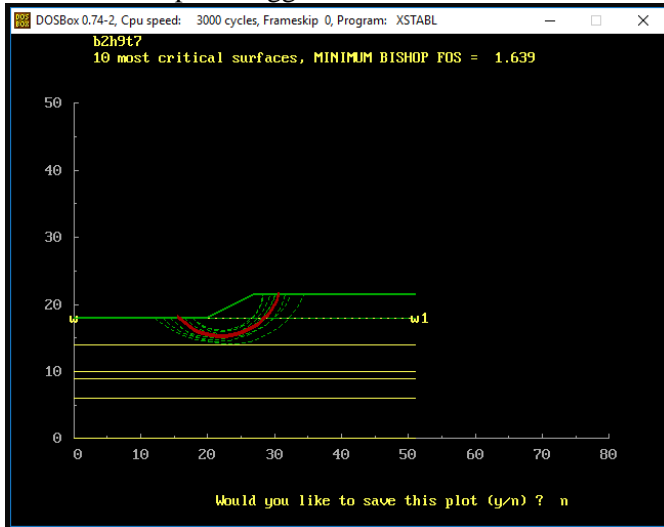 DOSBox 0.74-2, Cpu speed: 3000 cycles, Frameskip 0, Program: XSTABL
b2h9t7
10 most critical surfaces, MINIMUM BISHOP FOS = 1.639
50
40
30
20
w
w1
10
0
0 10 20 30 40 50 60 70 80
Would you like to save this plot (y/n) ? n